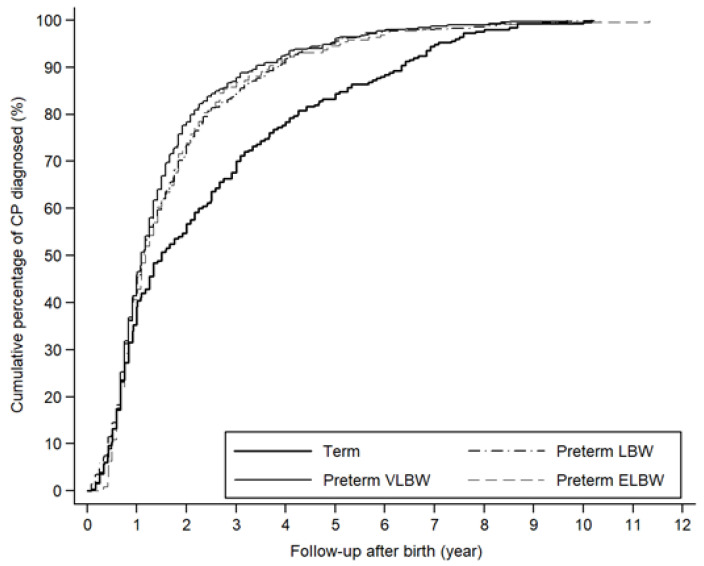 Cumulative percentage of CP diagnosed (%)
100
90
80
70
60
50
40
30
20
10
0
Term
Preterm LBW
Preterm VLBW
Preterm ELBW
0 1 2 3 4 5 6 7 8 9 10 11 12
Follow-up after birth (year)